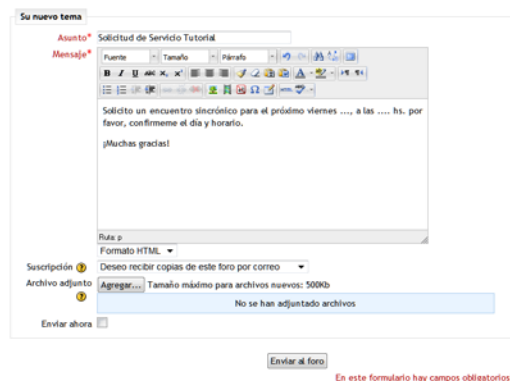 Su nuevo tema
Asunto* Solicitud de Servicio Tutorial
Mensaje*
Fuente Tamaño Párrafo
B I U ABC x, x²
Solicito un encuentro sincrónico para el próximo viernes ..., a las .... hs. por
favor, confirmeme el día y horario.
¡Muchas gracias!
Ruta: p
Formato HTML
Suscripción ? Deseo recibir copias de este foro por correo
Archivo adjunto ? Agregar... Tamaño máximo para archivos nuevos: 500Kb
No se han adjuntado archivos
Enviar ahora
Enviar al foro
En este formulario hay campos obligatorios